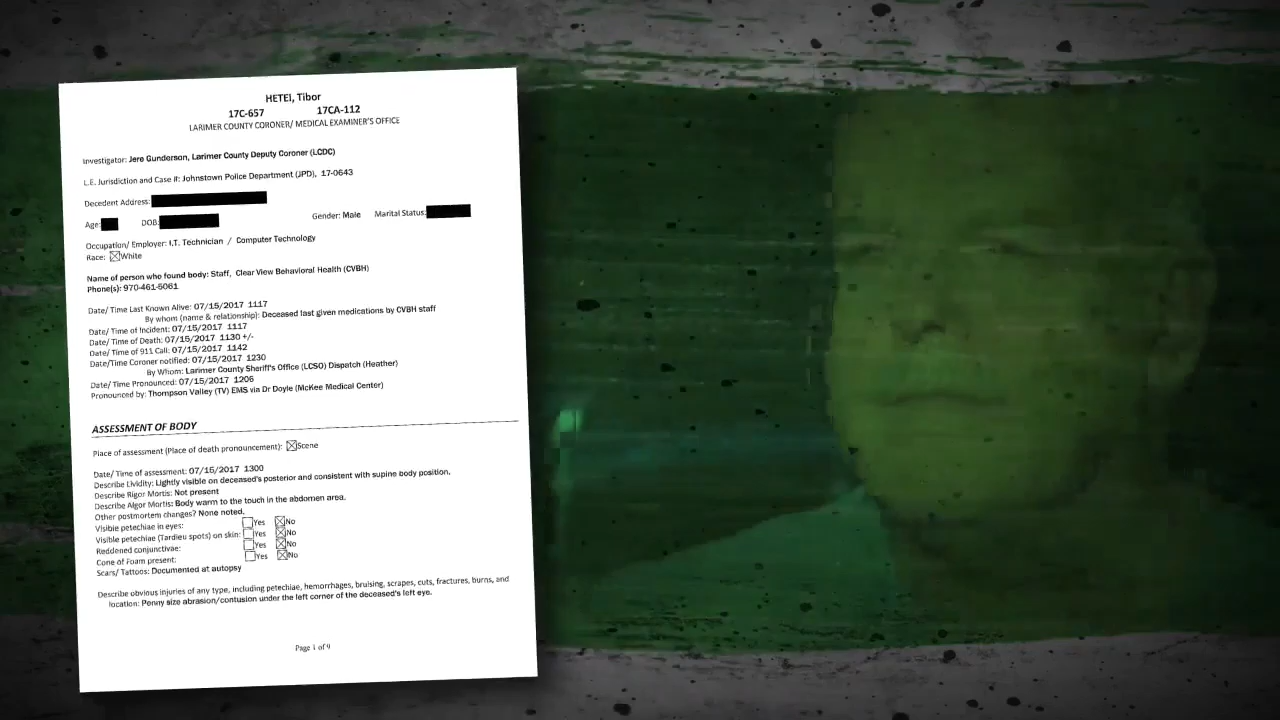 HETEI, Tibor
17C-657 17CA-112
LARIMER COUNTY CORONER/ MEDICAL EXAMINER'S OFFICE
Investigator: Jere Gunderson, Larimer County Deputy Coroner (LCDC)
L.E. Jurisdiction and Case #: Johnstown Police Department (JPD), 17-0643
Decedent Address:
Age: DOB: Gender: Male Marital Status:
Occupation/ Employer: I.T. Technician / Computer Technology
Race: White
Name of person who found body: Staff, Clear View Behavioral Health (CVBH)
Phone(s): 970-461-5061
Date/ Time Last Known Alive: 07/15/2017 1117
By whom (name & relationship): Deceased last given medications by CVBH staff
Date/ Time of Incident: 07/15/2017 1117
Date/ Time of Death: 07/15/2017 1130 +/-
Date/ Time of 911 Call: 07/15/2017 1142
Date/Time Coroner notified: 07/15/2017 1230
By Whom: Larimer County Sheriff's Office (LCSO) Dispatch (Heather)
Date/ Time Pronounced: 07/15/2017 1206
Pronounced by: Thompson Valley (TV) EMS via Dr Doyle (McKee Medical Center)
ASSESSMENT OF BODY
Place of assessment (Place of death pronouncement): Scene
Date/ Time of assessment: 07/15/2017 1300
Describe Lividity: Lightly visible on deceased's posterior and consistent with supine body position.
Describe Rigor Mortis: Not present
Describe Algor Mortis: Body warm to the touch in the abdomen area.
Other postmortem changes? None noted.
Visible petechiae in eyes: Yes No
Visible petechiae (Tardieu spots) on skin: Yes No
Reddened conjunctivae: Yes No
Cone of Foam present: Yes No
Scars/ Tattoos: Documented at autopsy
Describe obvious injuries of any type, including petechiae, hemorrhages, bruising, scrapes, cuts, fractures, burns, and
location: Penny size abrasion/contusion under the left corner of the deceased's left eye.
Page 1 of 9